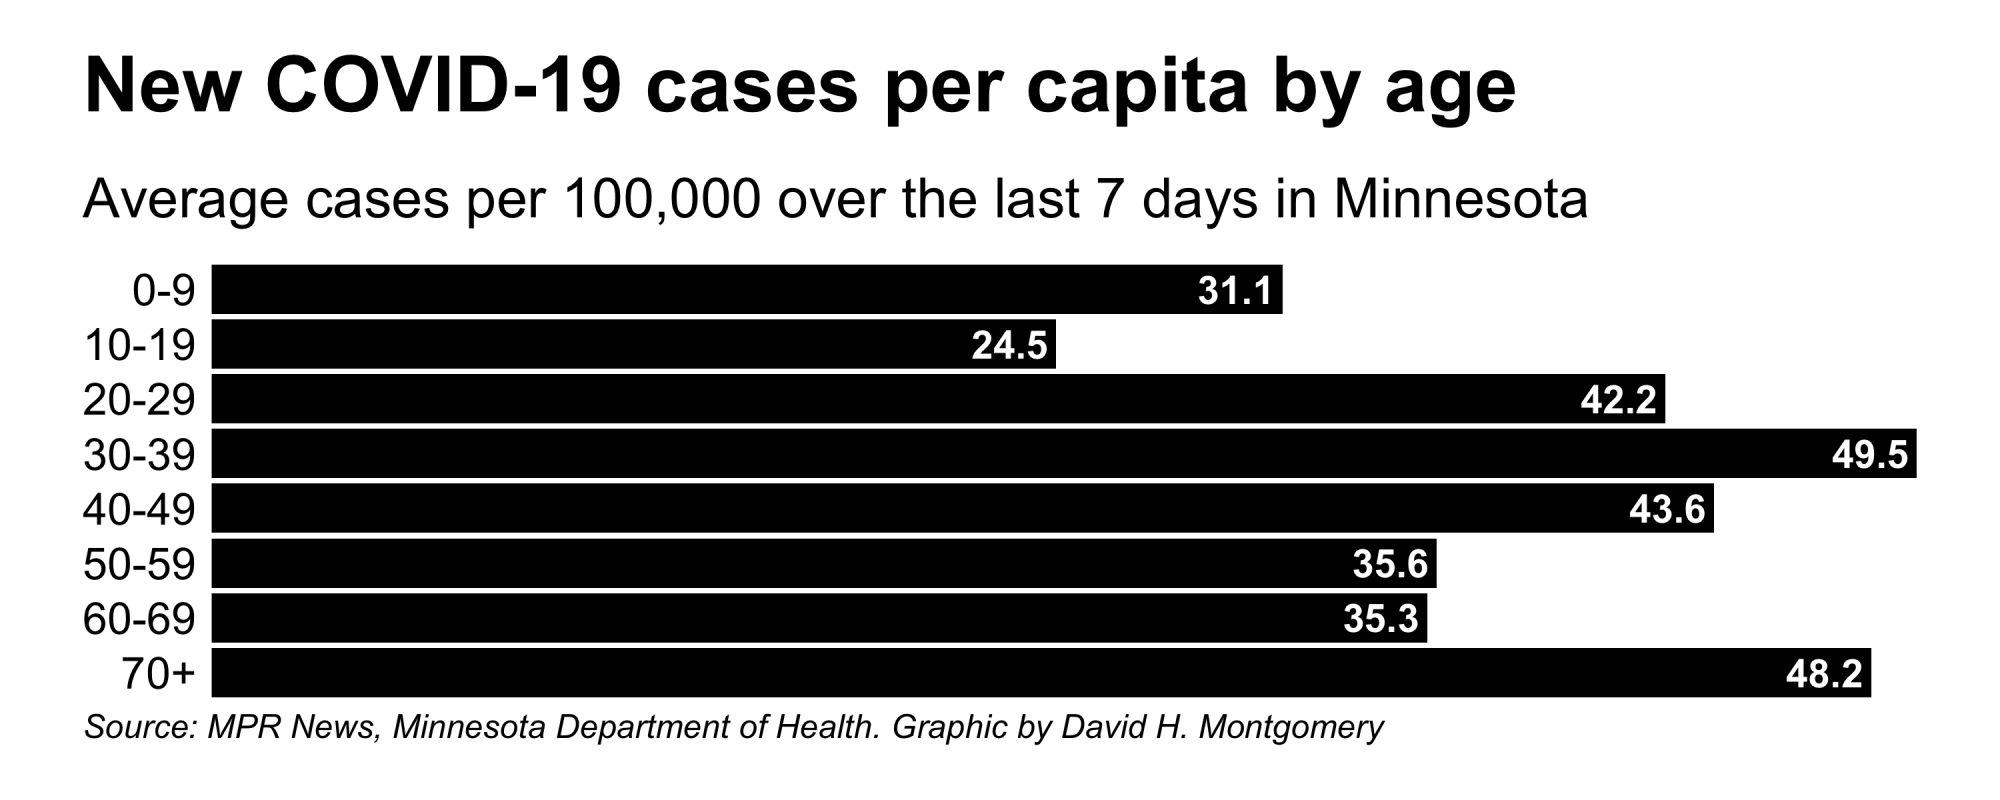 New COVID-19 cases per capita by age
Average cases per 100,000 over the last 7 days in Minnesota
0-9 31.1
10-19 24.5
20-29 42.2
30-39 49.5
40-49 43.6
50-59 35.6
60-69 35.3
70+ 48.2
Source: MPR News, Minnesota Department of Health. Graphic by David H. Montgomery